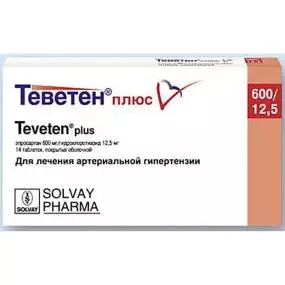 Теветен® плюс
600/
12,5
Teveten® plus
эпросартан 600 мг/гидрохлоротиазид 12,5 мг
14 таблеток, покрытых оболочкой
Для лечения артериальной гипертензии
SOLVAY
SOLVAY
PHARMA